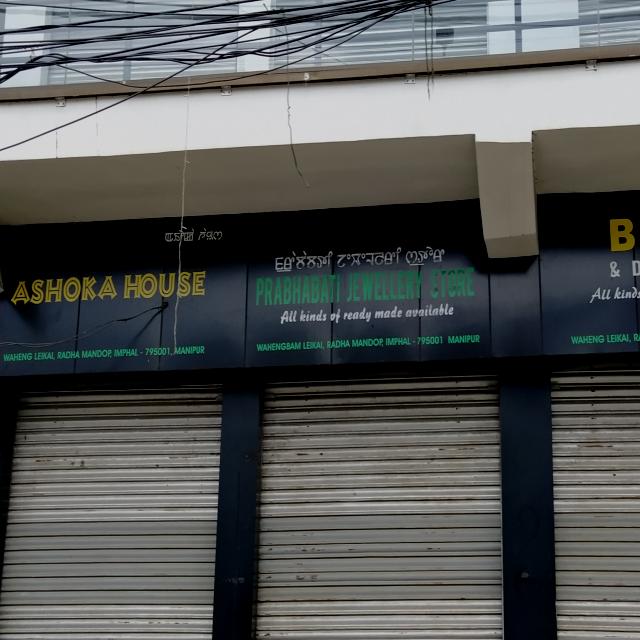 ASHOKA HOUSE
WAHENG LEIKAI, RADHA MANDOP, IMPHAL - 795001, MANIPUR
PRABHABATI JEWELLERY STORE
All kinds of ready made available
WAHENGBAM LEIKAI, RADHA MANDOP, IMPHAL - 795001 MANIPUR
B
& D
All kinds
WAHENG LEIKAI, RA